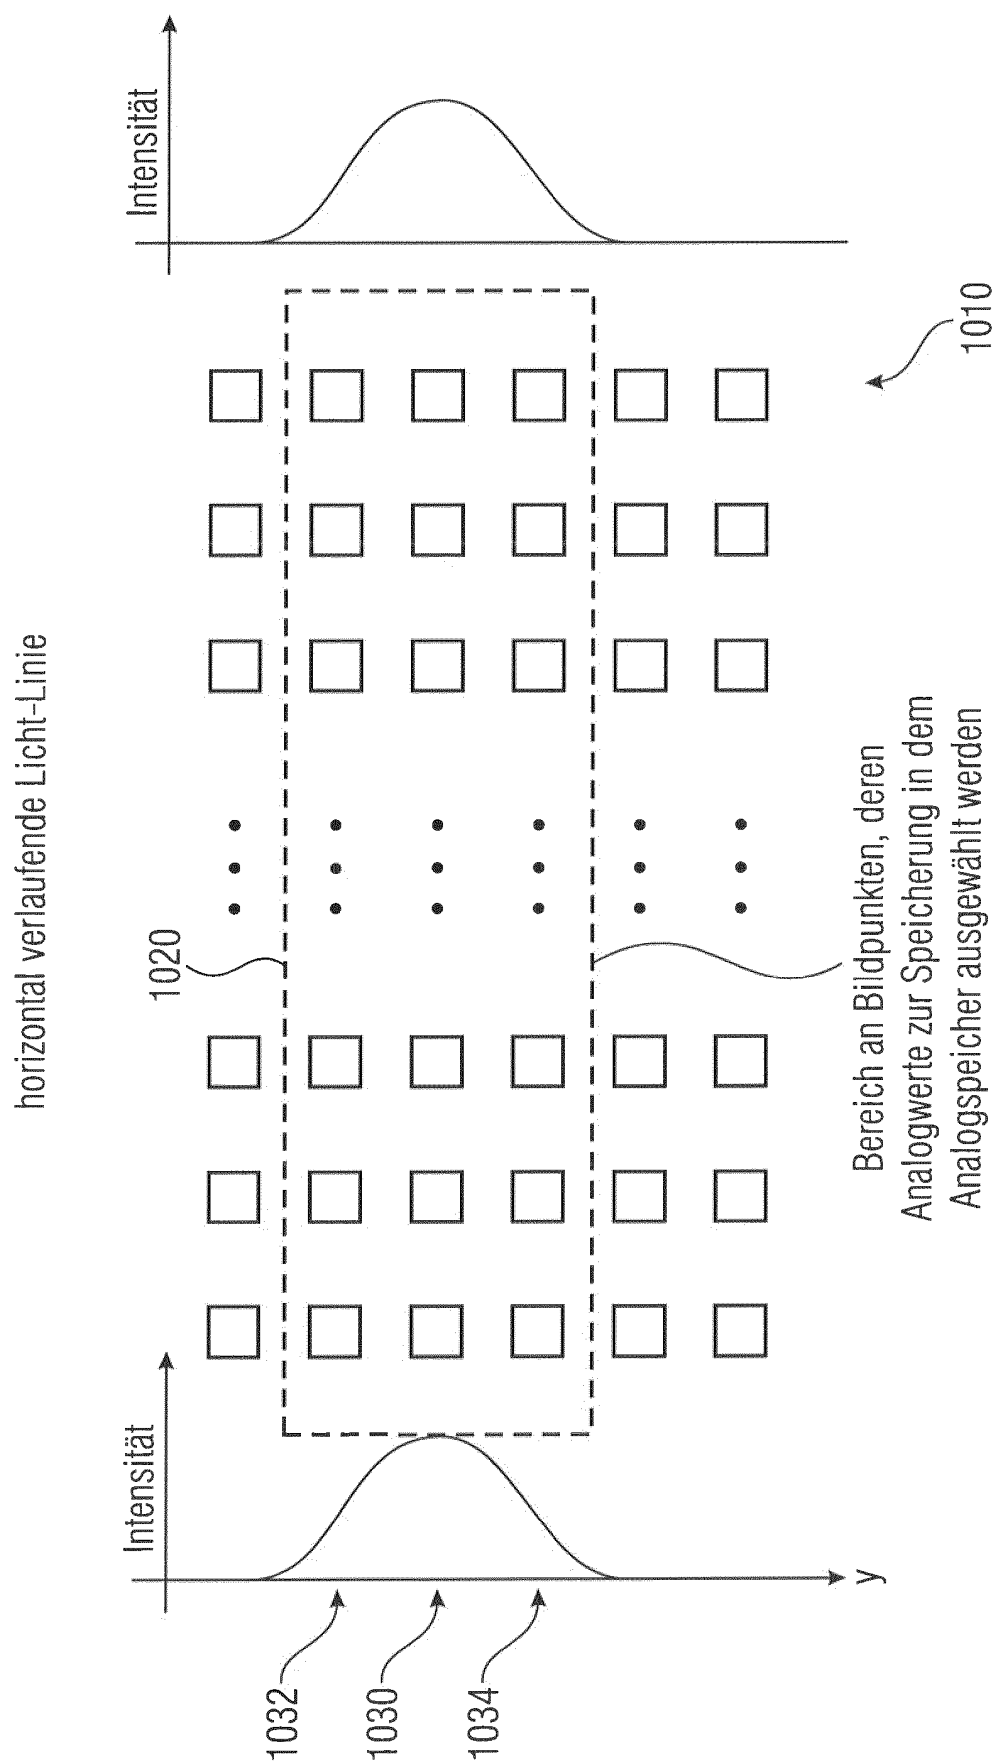 horizontal verlaufende Licht-Linie
Intensität
Intensität
1020
1032
1030
1034
y
1010
Bereich an Bildpunkten, deren
Analogwerte zur Speicherung in dem
Analogspeicher ausgewählt werden